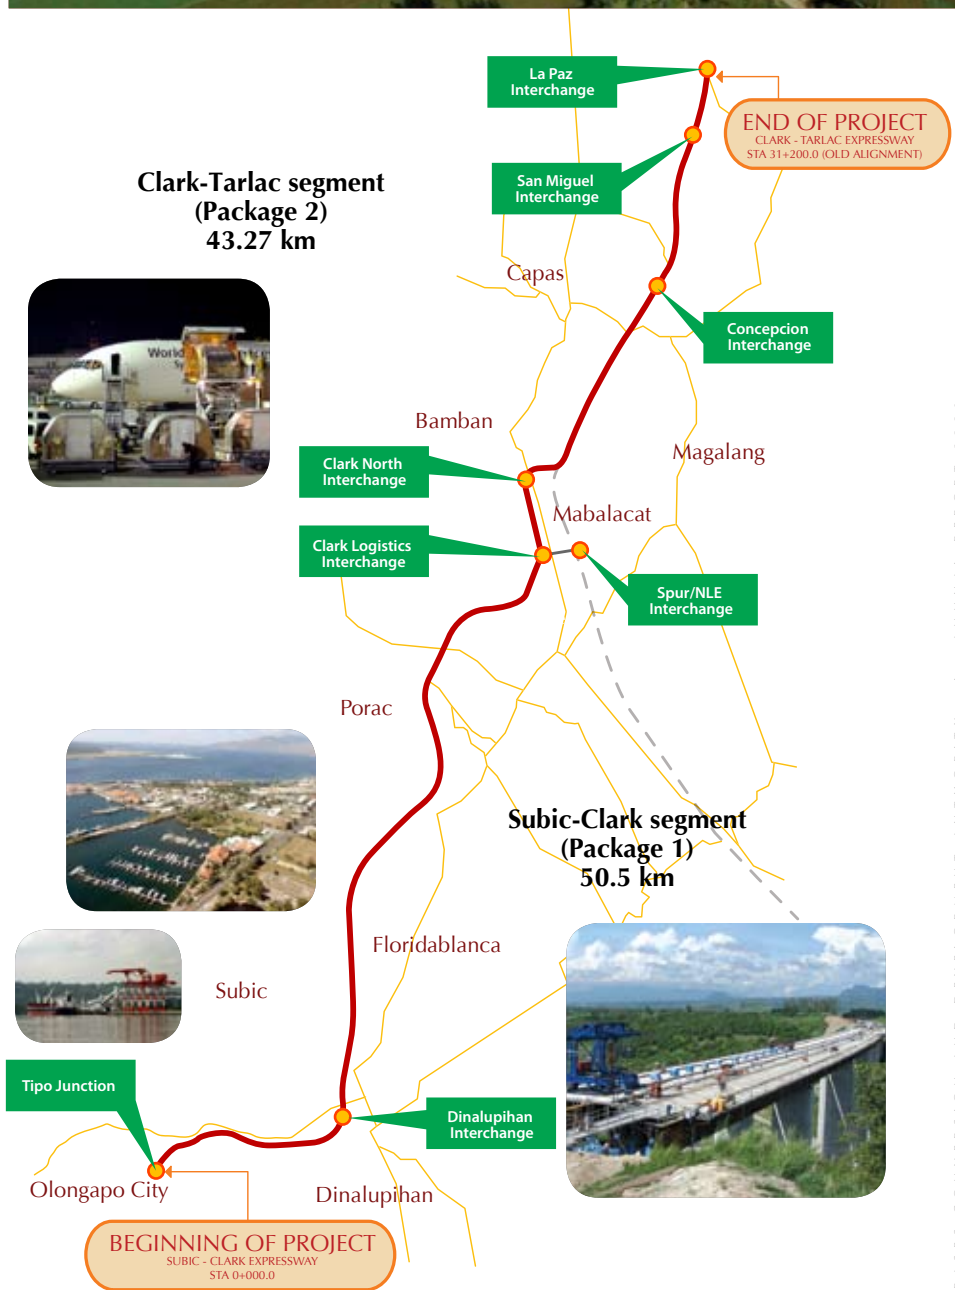 La Paz
Interchange
END OF PROJECT
CLARK - TARLAC EXPRESSWAY
STA 31+200.0 (OLD ALIGNMENT)
San Miguel
Interchange
Clark-Tarlac segment
(Package 2)
43.27 km
Capas
Concepcion
Interchange
World
Bamban
Magalang
Clark North
Interchange
Mabalacat
Clark Logistics
Interchange
Spur/NLE
Interchange
Porac
Subic-Clark segment
(Package 1)
50.5 km
Floridablanca
Subic
Tipo Junction
Dinalupihan
Interchange
Olongapo City
Dinalupihan
BEGINNING OF PROJECT
SUBIC - CLARK EXPRESSWAY
STA 0+000.0